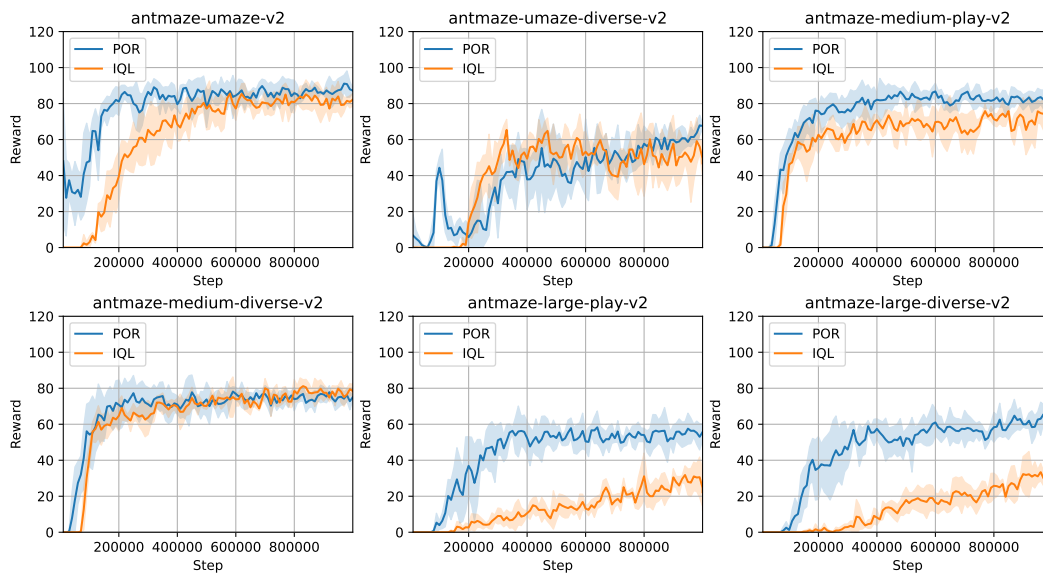 antmaze-umaze-v2
120
100
80
60
40
20
0
Reward
POR
IQL
200000 400000 600000 800000
Step
antmaze-umaze-diverse-v2
120
100
80
60
40
20
0
Reward
POR
IQL
200000 400000 600000 800000
Step
antmaze-medium-play-v2
120
100
80
60
40
20
0
Reward
POR
IQL
200000 400000 600000 800000
Step
antmaze-medium-diverse-v2
120
100
80
60
40
20
0
Reward
POR
IQL
200000 400000 600000 800000
Step
antmaze-large-play-v2
120
100
80
60
40
20
0
Reward
POR
IQL
200000 400000 600000 800000
Step
antmaze-large-diverse-v2
120
100
80
60
40
20
0
Reward
POR
IQL
200000 400000 600000 800000
Step